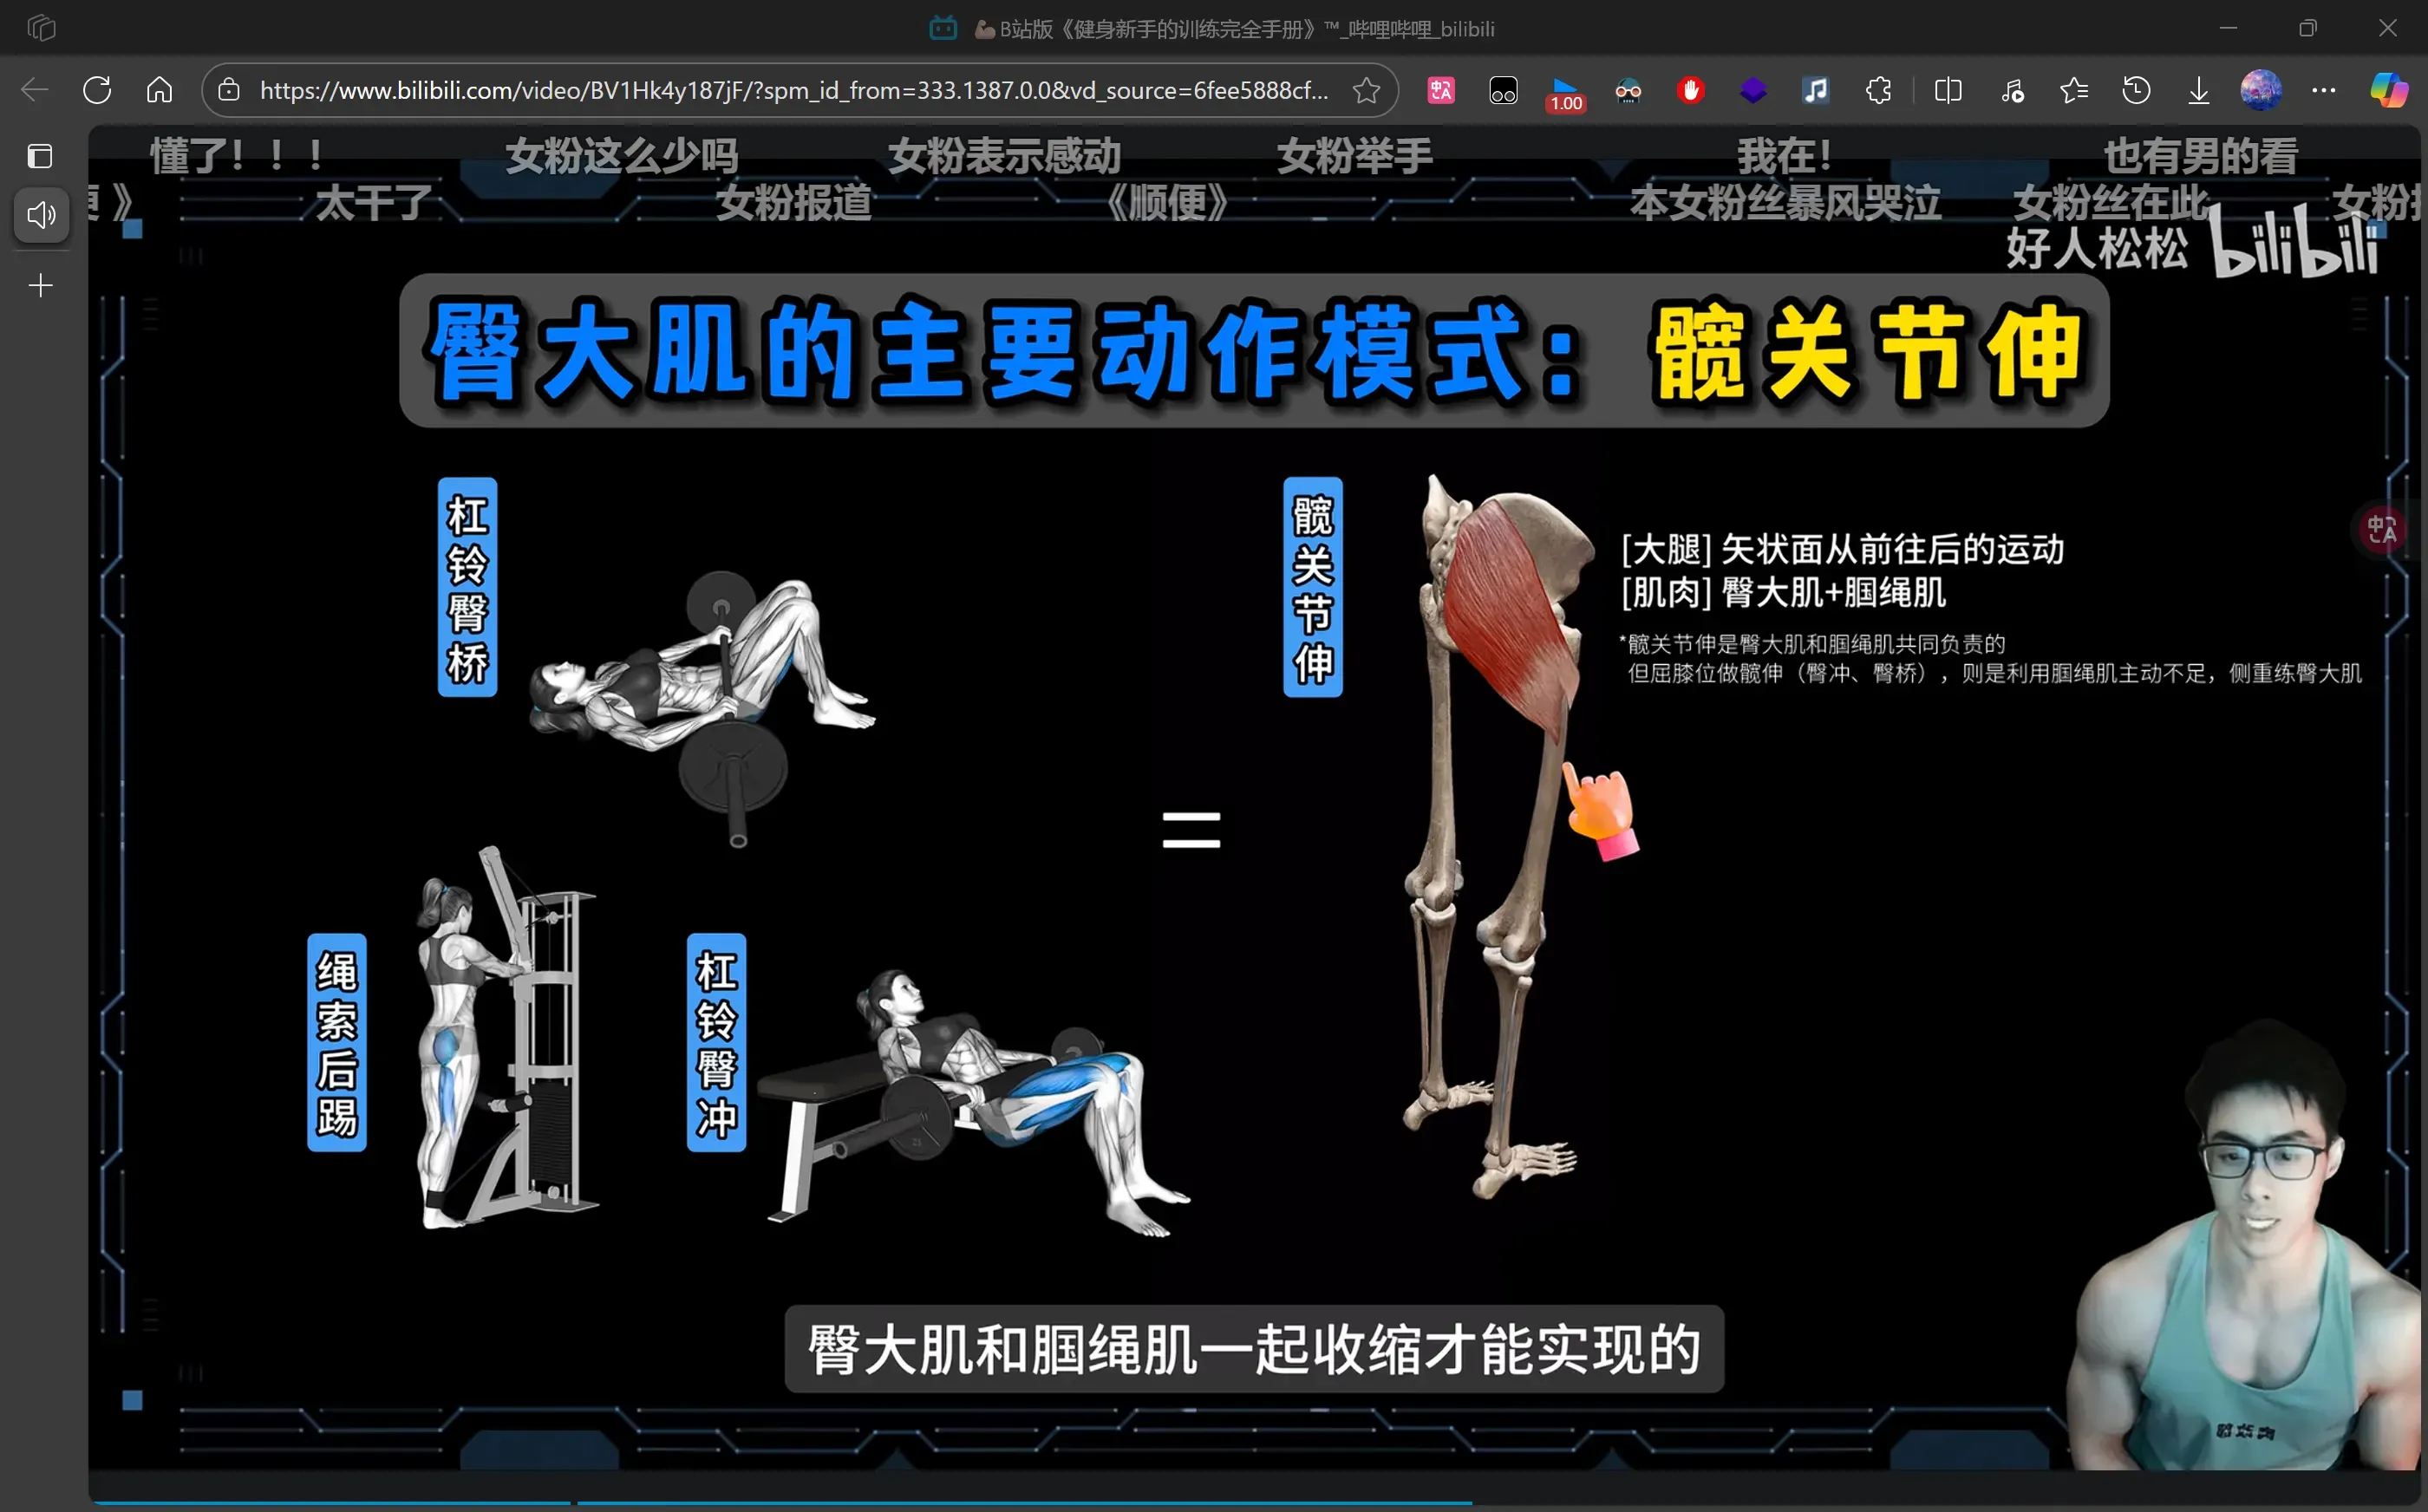 B站版《健身新手的训练完全手册》™_哔哩哔哩_bilibili
https://www.bilibili.com/video/BV1Hk4y187jF/?spm_id_from=333.1387.0.0&vd_source=6fee5888cf...
1.00
懂了！！！ 女粉这么少吗 女粉表示感动 女粉举手 我在！ 也有男的看
》 太干了 女粉报道 《顺便》 本女粉丝暴风哭泣 女粉丝在此 女粉
好人松松 bilibili
臀大肌的主要动作模式：髋关节伸
杠铃臀桥
髋关节伸
[大腿] 矢状面从前往后的运动
[肌肉] 臀大肌+腘绳肌
*髋关节伸是臀大肌和腘绳肌共同负责的
但屈膝位做髋伸（臀冲、臀桥），则是利用腘绳肌主动不足，侧重练臀大肌
绳索后踢
杠铃臀冲
臀大肌和腘绳肌一起收缩才能实现的